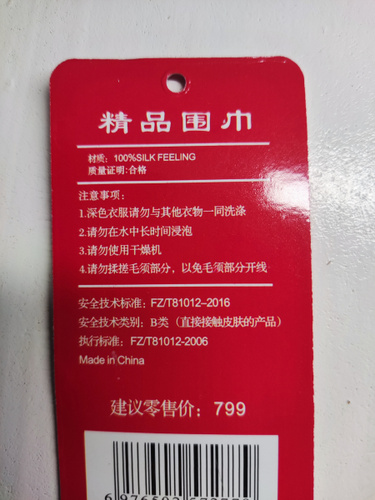 精品围巾
材质：100%SILK FEELING
质量证明:合格
注意事项：
1.深色衣服请勿与其他衣物一同洗涤
2.请勿在水中长时间浸泡
3.请勿使用干燥机
4.请勿揉搓毛须部分，以免毛须部分开线
安全技术标准：FZ/T81012-2016
安全技术类别：B类（直接接触皮肤的产品）
执行标准：FZ/T81012-2006
Made in China
建议零售价：799